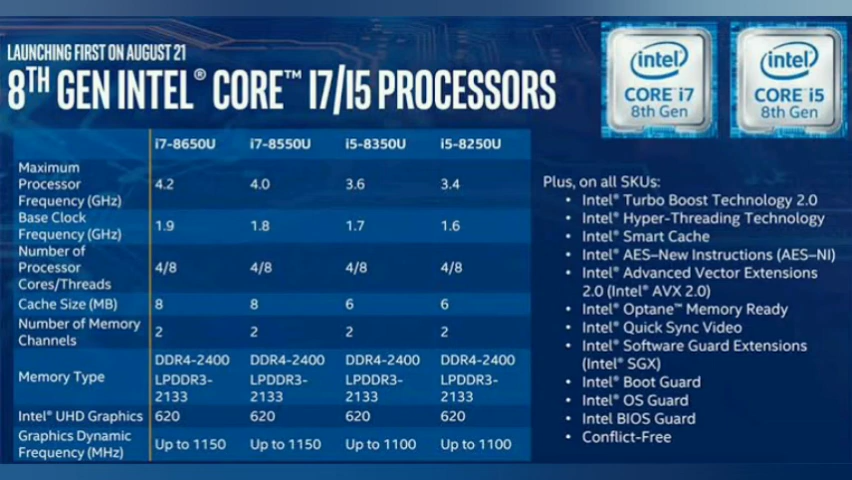 LAUNCHING FIRST ON AUGUST 21
8TH GEN INTEL® CORE™ I7/I5 PROCESSORS
intel
CORE i7
8th Gen
intel
CORE i5
8th Gen
i7-8650U i7-8550U i5-8350U i5-8250U
Maximum
Processor
Frequency (GHz)
4.2 4.0 3.6 3.4
Base Clock
Frequency (GHz)
1.9 1.8 1.7 1.6
Number of
Processor
Cores/Threads
4/8 4/8 4/8 4/8
Cache Size (MB) 8 8 6 6
Number of Memory
Channels
2 2 2 2
Memory Type
DDR4-2400 DDR4-2400 DDR4-2400 DDR4-2400
LPDDR3- LPDDR3- LPDDR3- LPDDR3-
2133 2133 2133 2133
Intel® UHD Graphics 620 620 620 620
Graphics Dynamic
Frequency (MHz)
Up to 1150 Up to 1150 Up to 1100 Up to 1100
Plus, on all SKUs:
• Intel® Turbo Boost Technology 2.0
• Intel® Hyper-Threading Technology
• Intel® Smart Cache
• Intel® AES–New Instructions (AES–NI)
• Intel® Advanced Vector Extensions
2.0 (Intel® AVX 2.0)
• Intel® Optane™ Memory Ready
• Intel® Quick Sync Video
• Intel® Software Guard Extensions
(Intel® SGX)
• Intel® Boot Guard
• Intel® OS Guard
• Intel BIOS Guard
• Conflict-Free